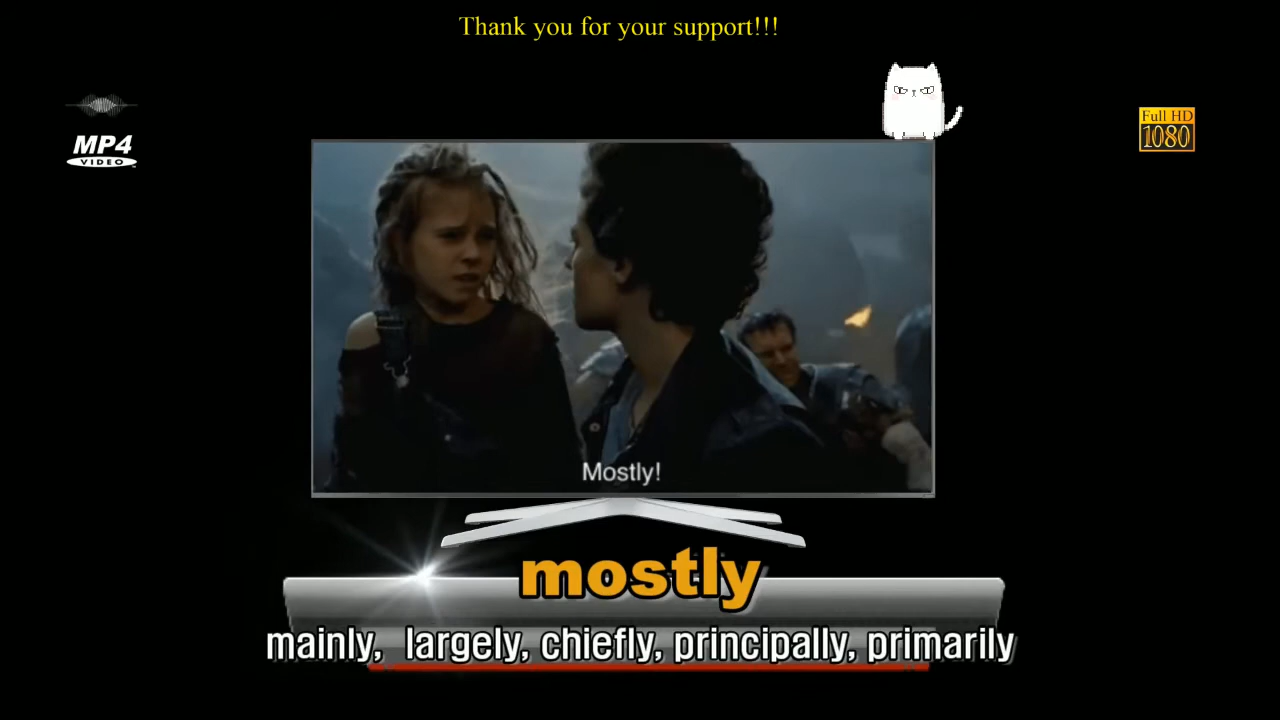 Thank you for your support!!!
Full HD
1080
MP4
VIDEO
Mostly!
mostly
mainly, largely, chiefly, principally, primarily